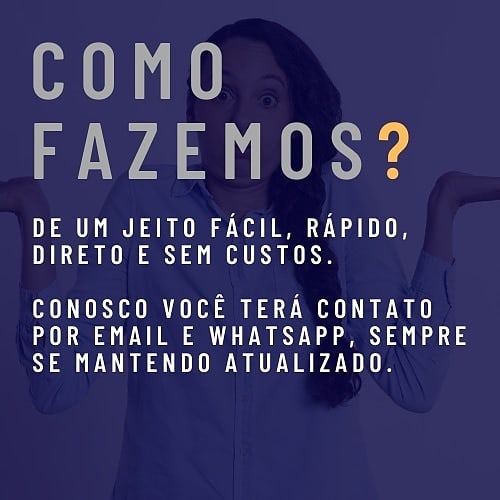 COMO
FAZEMOS?
DE UM JEITO FÁCIL, RÁPIDO,
DIRETO E SEM CUSTOS.
CONOSCO VOCÊ TERÁ CONTATO
POR EMAIL E WHATSAPP, SEMPRE
SE MANTENDO ATUALIZADO.